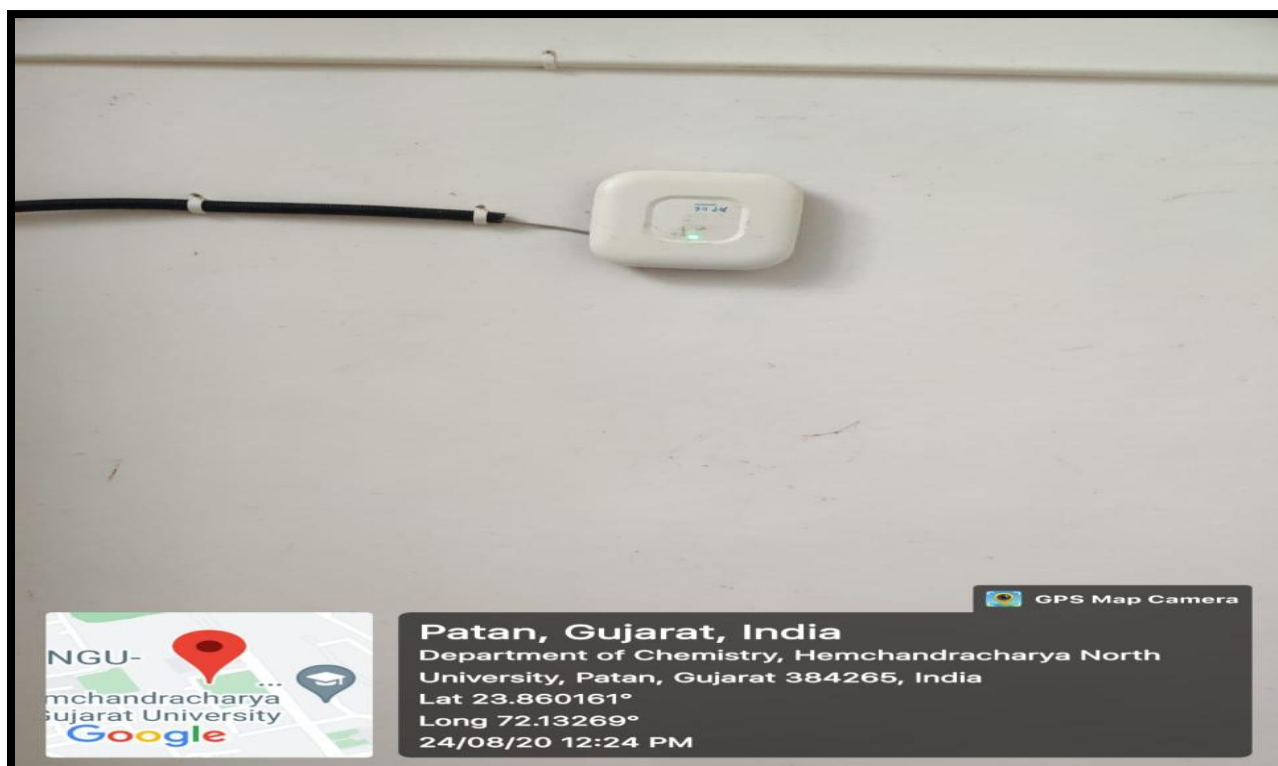 GPS Map Camera
Patan, Gujarat, India
Department of Chemistry, Hemchandracharya North
University, Patan, Gujarat 384265, India
Lat 23.860161°
Long 72.13269°
24/08/20 12:24 PM
NGU-
...
mchandracharya
ujarat University
Google